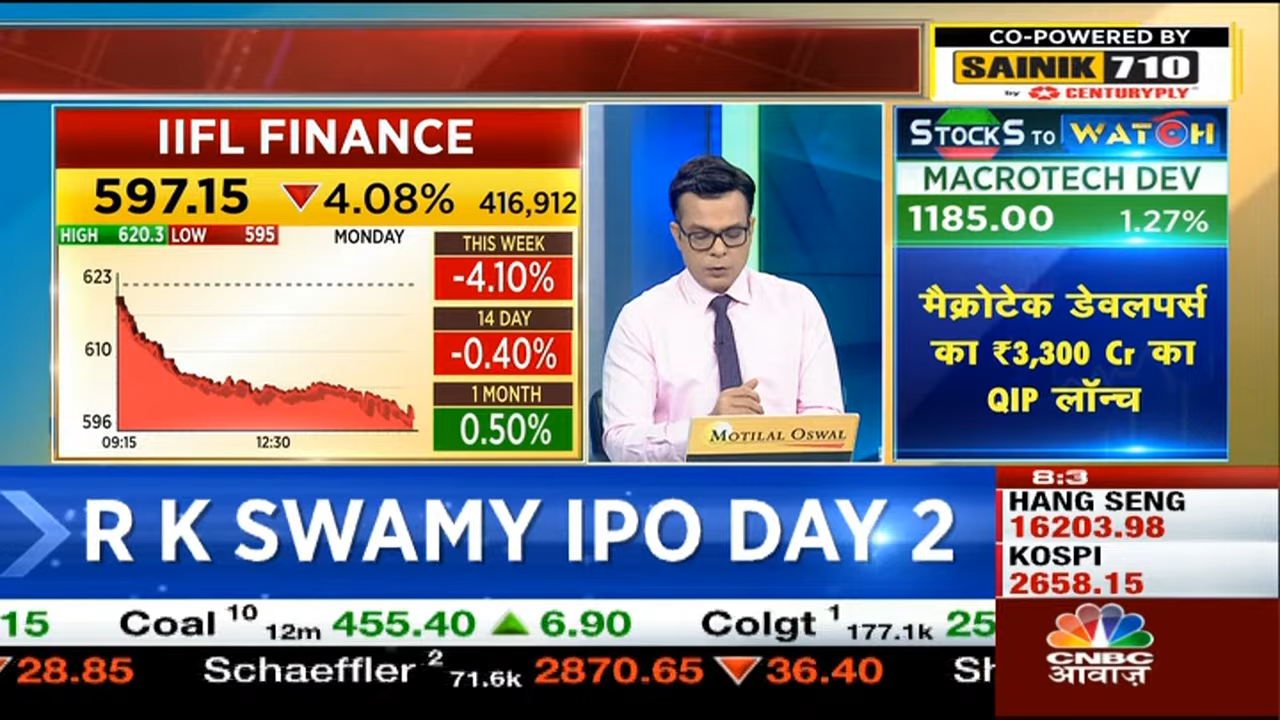 CO-POWERED BY
SAINIK 710
by CENTURYPLY
IIFL FINANCE
597.15 ▼4.08% 416,912
HIGH 620.3 LOW 595 MONDAY
623
610
596
09:15 12:30
THIS WEEK
-4.10%
14 DAY
-0.40%
1 MONTH
0.50%
MOTILAL OSWAL
STOCKS TO WATCH
MACROTECH DEV
1185.00 1.27%
मैक्रोटेक डेवलपर्स
का ₹3,300 Cr का
QIP लॉन्च
R K SWAMY IPO DAY 2
8:3
HANG SENG
16203.98
KOSPI
2658.15
15 Coal 10 12m 455.40 ▲ 6.90 Colgt 1 177.1k 25
▼28.85 Schaeffler 2 71.6k 2870.65 ▼36.40 Sh
CNBC
आवाज़